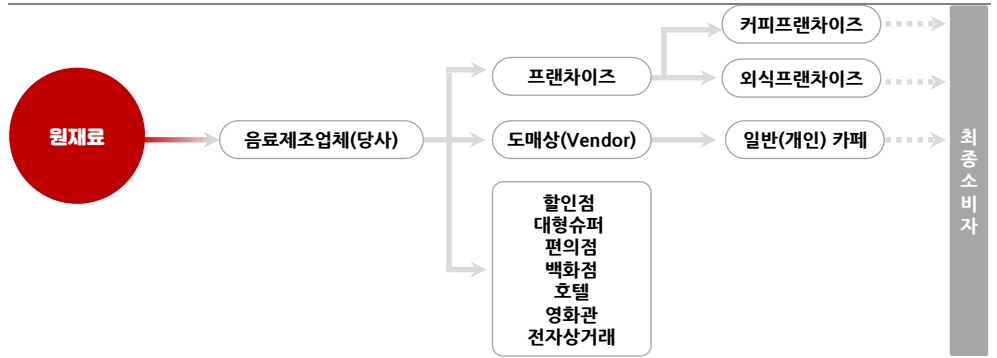 원재료
음료제조업체(당사)
프랜차이즈
커피프랜차이즈
외식프랜차이즈
도매상(Vendor)
일반(개인) 카페
할인점
대형슈퍼
편의점
백화점
호텔
영화관
전자상거래
최종소비자